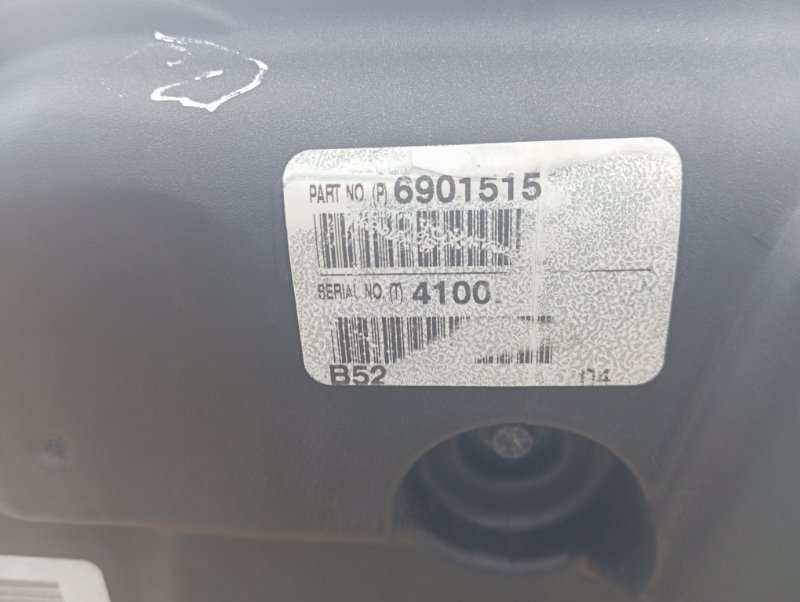 PART NO. (P) 6901515
SERIAL NO. (T) 4100
B52 04